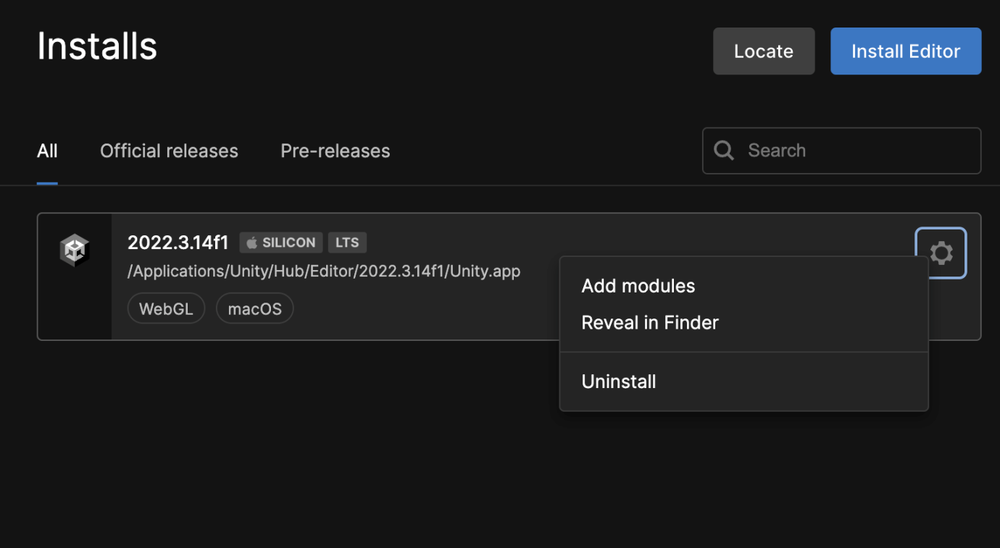 Installs
Locate
Install Editor
All
Official releases
Pre-releases
Search
2022.3.14f1 SILICON LTS
/Applications/Unity/Hub/Editor/2022.3.14f1/Unity.app
WebGL
macOS
Add modules
Reveal in Finder
Uninstall